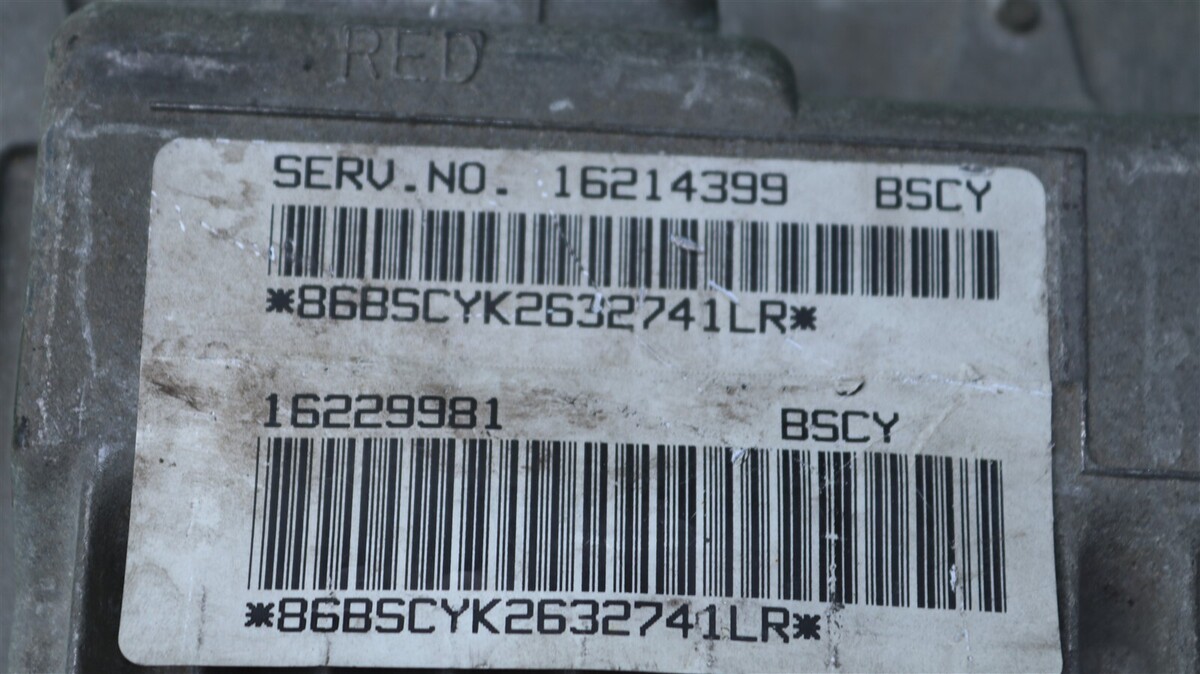 RED
SERV.NO. 16214399 BSCY
*86BSCYK2632741LR*
16229981 BSCY
*86BSCYK2632741LR*